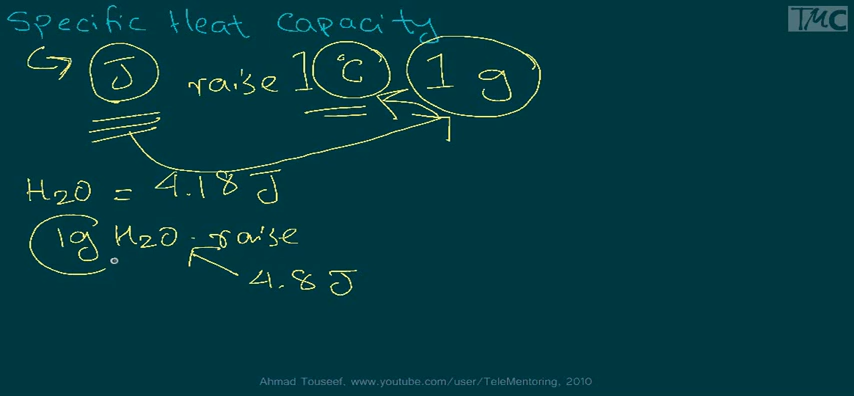 Specific Heat Capacity
TMC
J raise 1 °C 1 g
H2O = 4.18 J
1g H2O raise
4.8 J
Ahmad Touseef, www.youtube.com/user/TeleMentoring, 2010